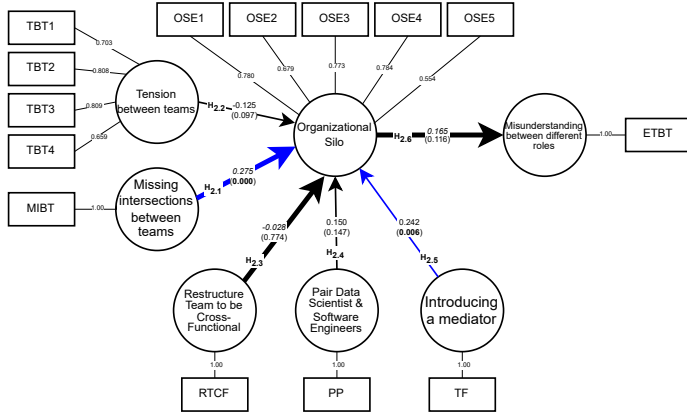 TBT1
TBT2
TBT3
TBT4
MIBT
OSE1
OSE2
OSE3
OSE4
OSE5
0.703
0.808
0.809
0.659
0.780
0.679
0.773
0.784
0.554
Tension
between teams
H2.2
-0.125
(0.097)
Organizational
Silo
H2.6
0.165
(0.116)
Misunderstanding
between different
roles
1.00
ETBT
1.00
Missing
intersections
between
teams
H2.1
0.275
(0.000)
-0.028
(0.774)
H2.3
0.150
(0.147)
H2.4
0.242
(0.006)
H2.5
Restructure
Team to be
Cross-
Functional
Pair Data
Scientist &
Software
Engineers
Introducing
a mediator
1.00
1.00
1.00
RTCF
PP
TF